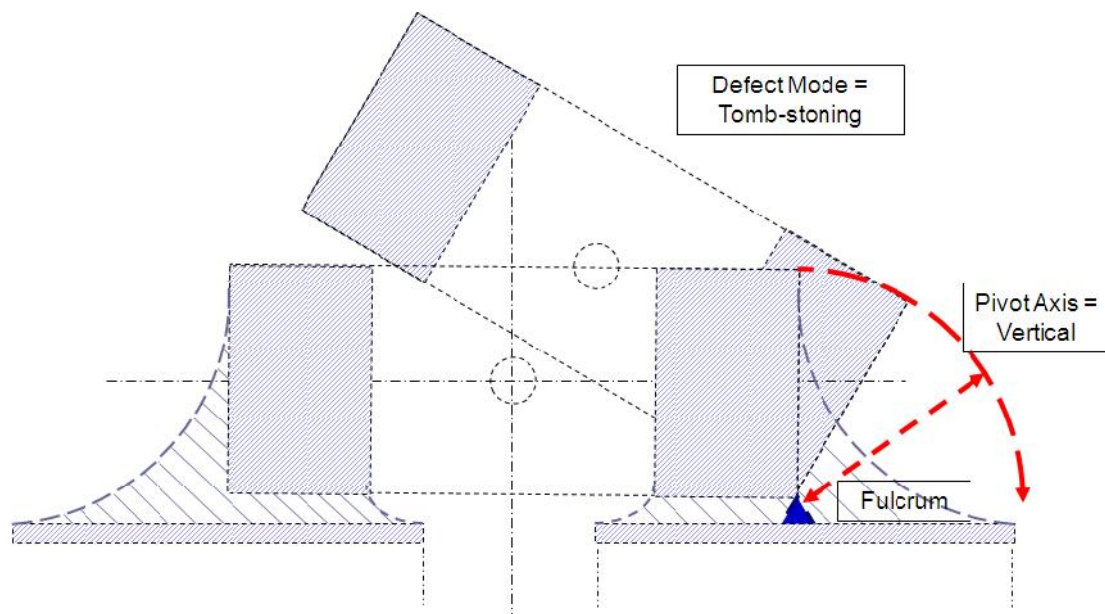 Defect Mode =
Tomb-stoning
Pivot Axis =
Vertical
Fulcrum